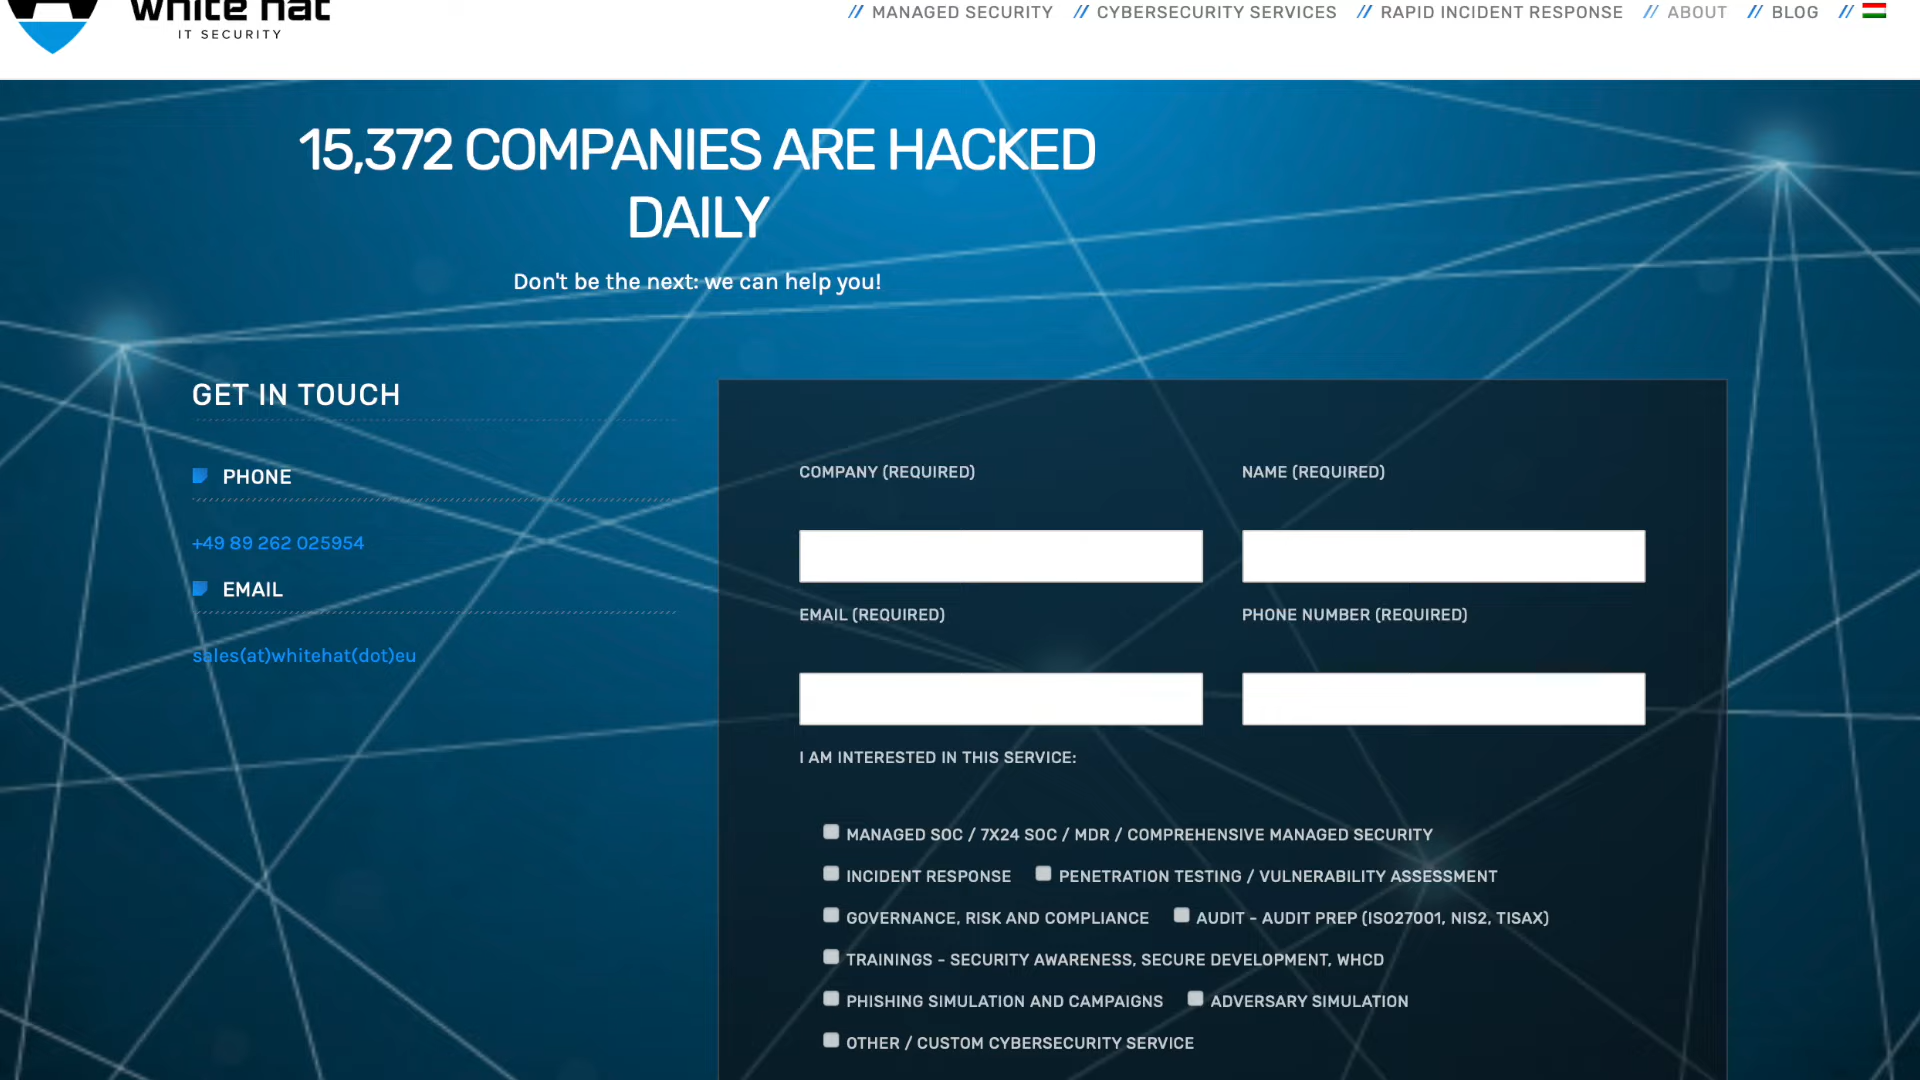 white hat
IT SECURITY
// MANAGED SECURITY // CYBERSECURITY SERVICES // RAPID INCIDENT RESPONSE // ABOUT // BLOG //
15,372 COMPANIES ARE HACKED
DAILY
Don't be the next: we can help you!
GET IN TOUCH
PHONE
+49 89 262 025954
EMAIL
sales(at)whitehat(dot)eu
COMPANY (REQUIRED)
NAME (REQUIRED)
EMAIL (REQUIRED)
PHONE NUMBER (REQUIRED)
I AM INTERESTED IN THIS SERVICE:
MANAGED SOC / 7X24 SOC / MDR / COMPREHENSIVE MANAGED SECURITY
INCIDENT RESPONSE PENETRATION TESTING / VULNERABILITY ASSESSMENT
GOVERNANCE, RISK AND COMPLIANCE AUDIT - AUDIT PREP (ISO27001, NIS2, TISAX)
TRAININGS - SECURITY AWARENESS, SECURE DEVELOPMENT, WHCD
PHISHING SIMULATION AND CAMPAIGNS ADVERSARY SIMULATION
OTHER / CUSTOM CYBERSECURITY SERVICE